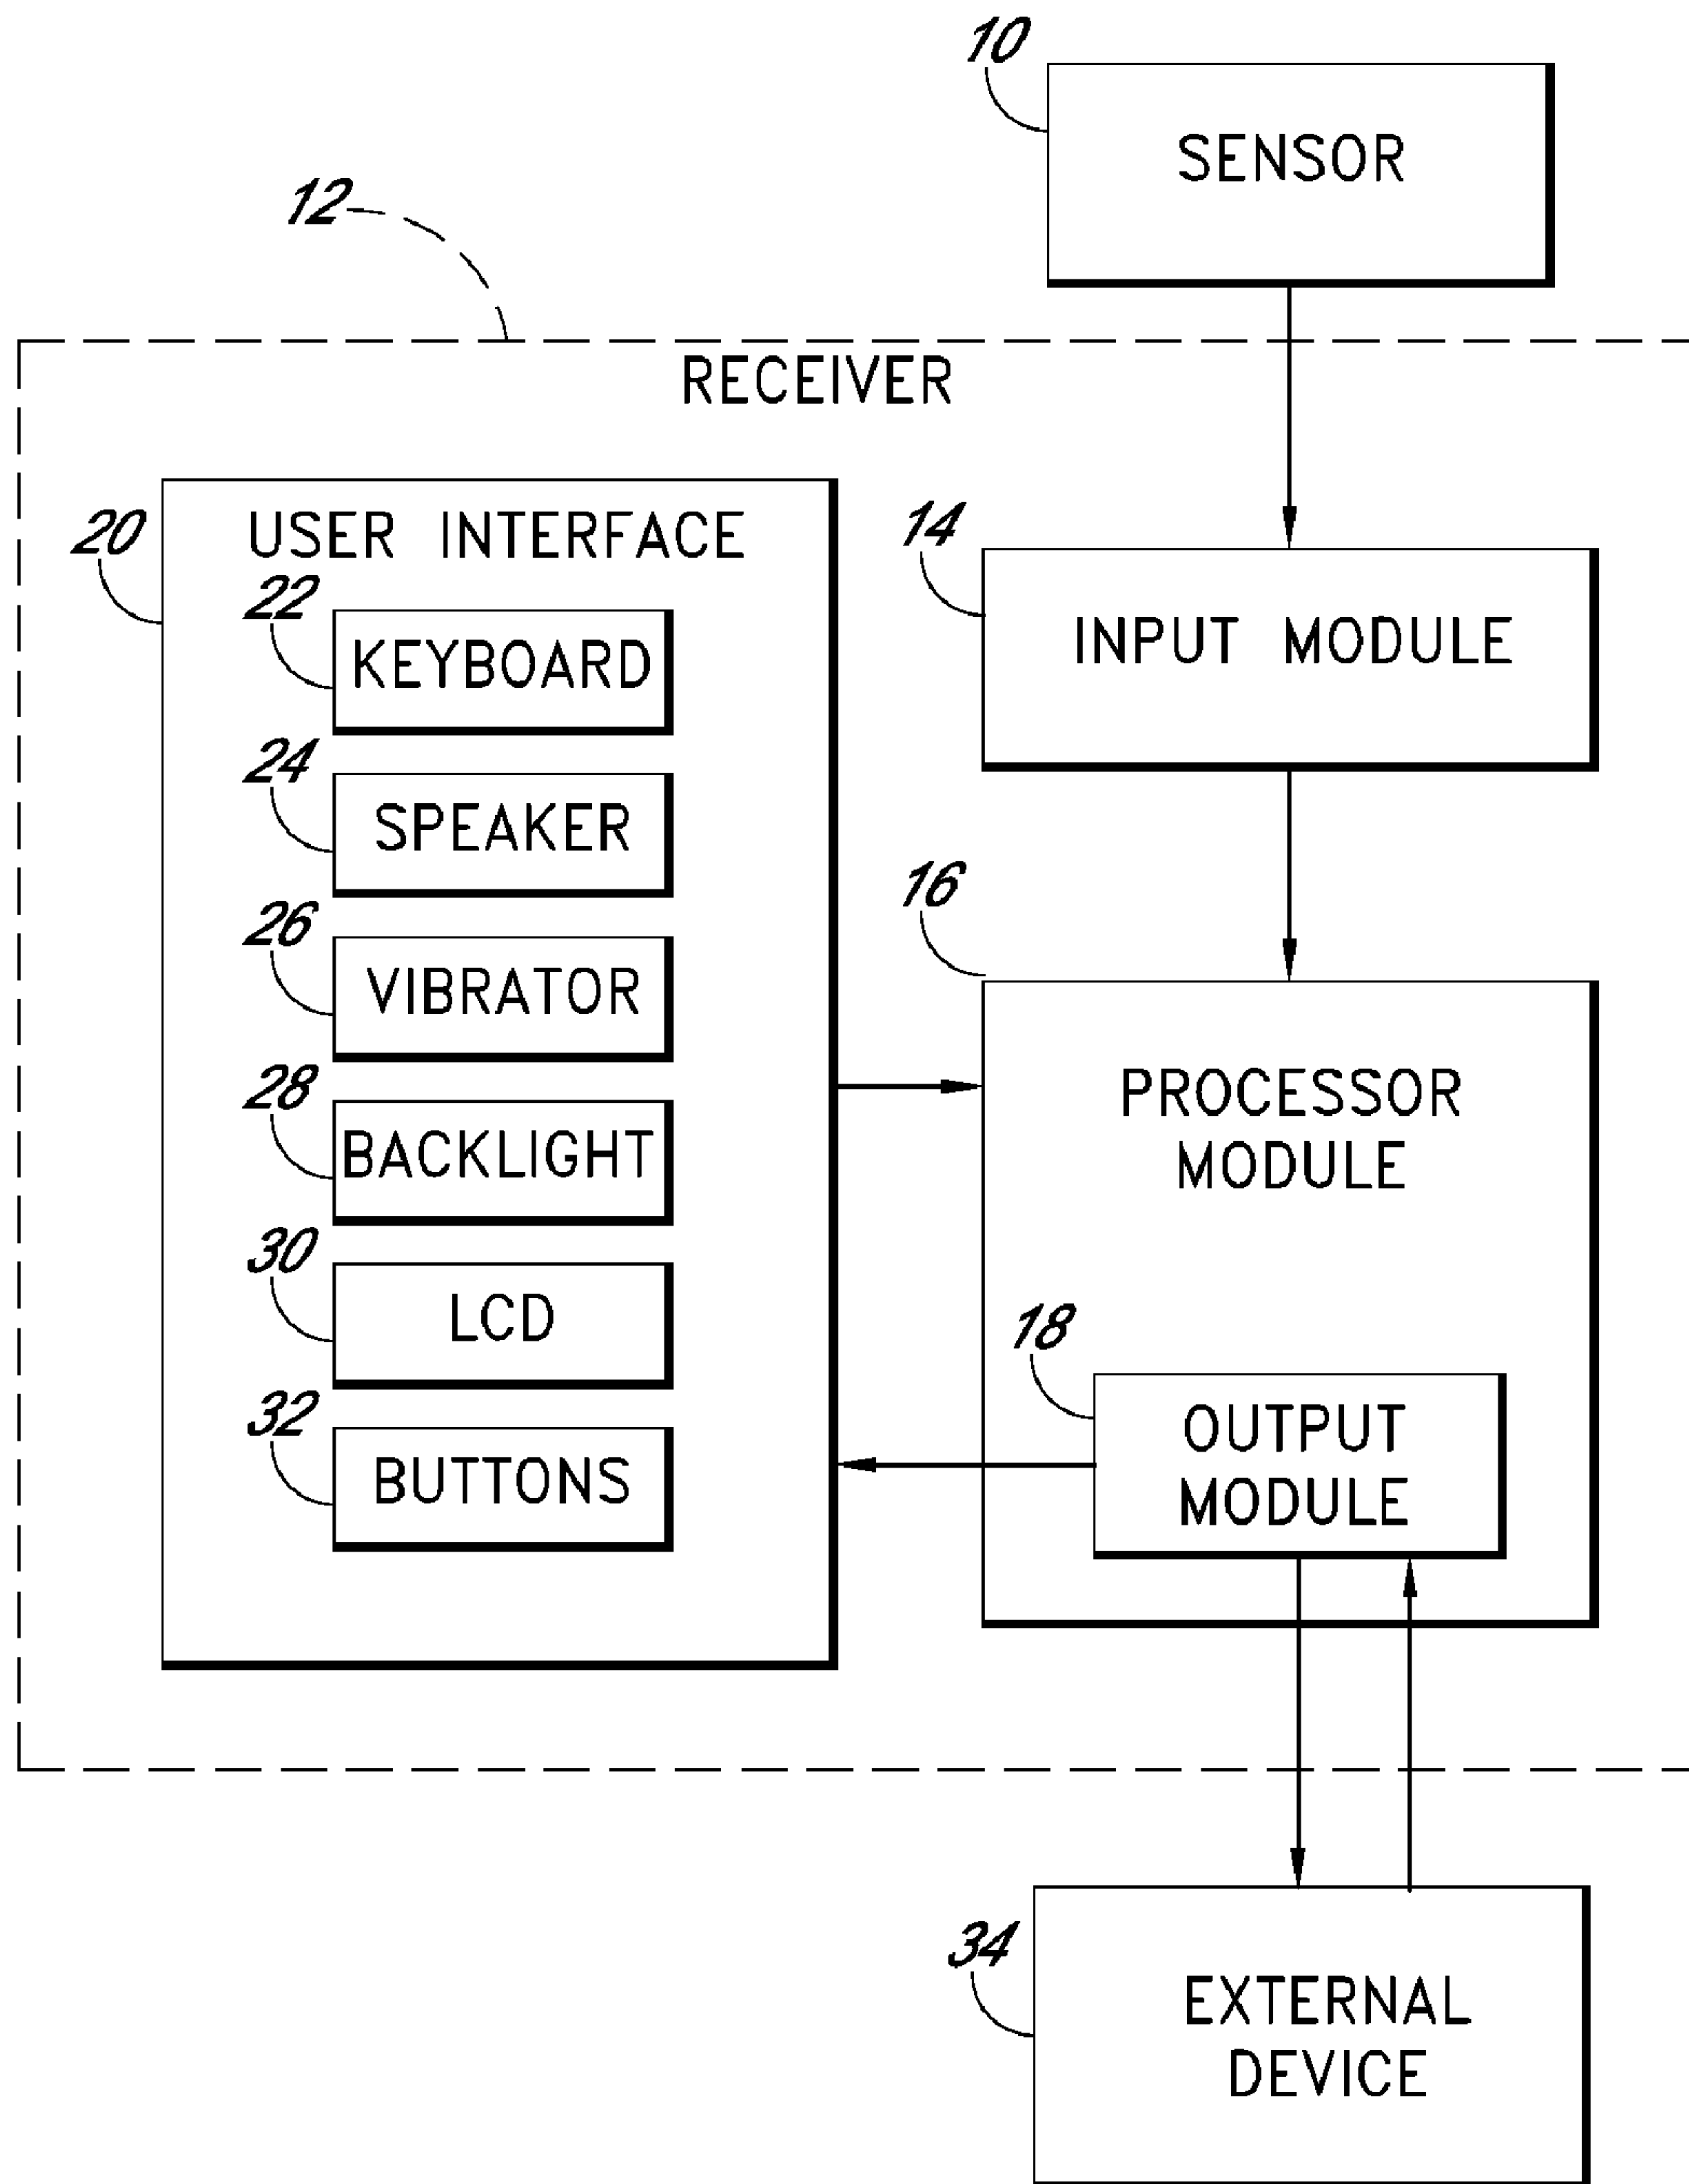 10
SENSOR
12
RECEIVER
20
USER INTERFACE
22
KEYBOARD
24
SPEAKER
26
VIBRATOR
28
BACKLIGHT
30
LCD
32
BUTTONS
14
INPUT MODULE
16
PROCESSOR
MODULE
18
OUTPUT
MODULE
34
EXTERNAL
DEVICE